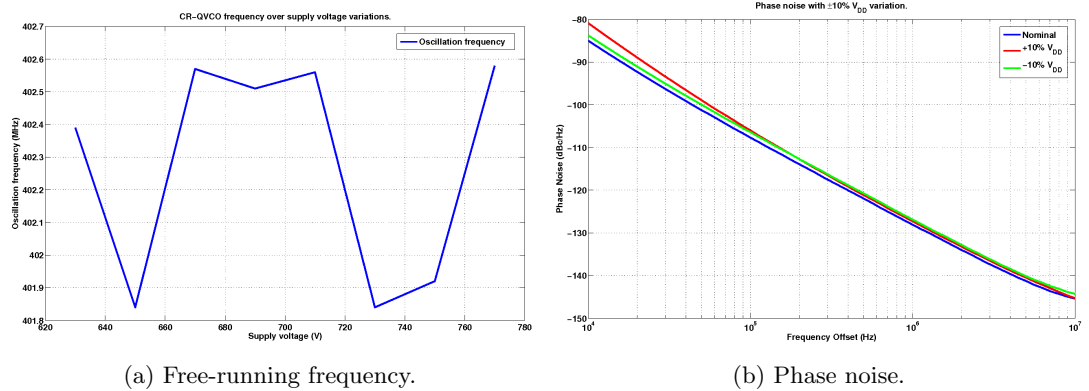 CR-QVCO frequency over supply voltage variations.
402.7
402.6
402.5
402.4
402.3
402.2
402.1
402
401.9
401.8
Oscillation frequency (MHz)
Oscillation frequency
620
640
660
680
700
720
740
760
780
Supply voltage (V)
(a) Free-running frequency.
Phase noise with ±10% VDD variation.
-80
-90
-100
-110
-120
-130
-140
-150
Phase Noise (dBc/Hz)
Nominal
+10% VDD
-10% VDD
10^4
10^5
10^6
10^7
Frequency Offset (Hz)
(b) Phase noise.